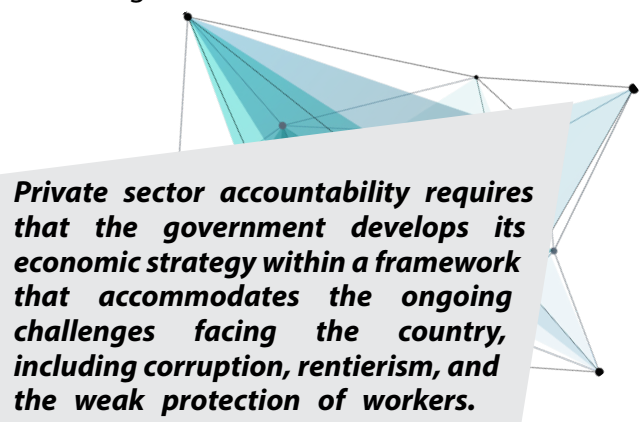 Private sector accountability requires
that the government develops its
economic strategy within a framework
that accommodates the ongoing
challenges facing the country,
including corruption, rentierism, and
the weak protection of workers.